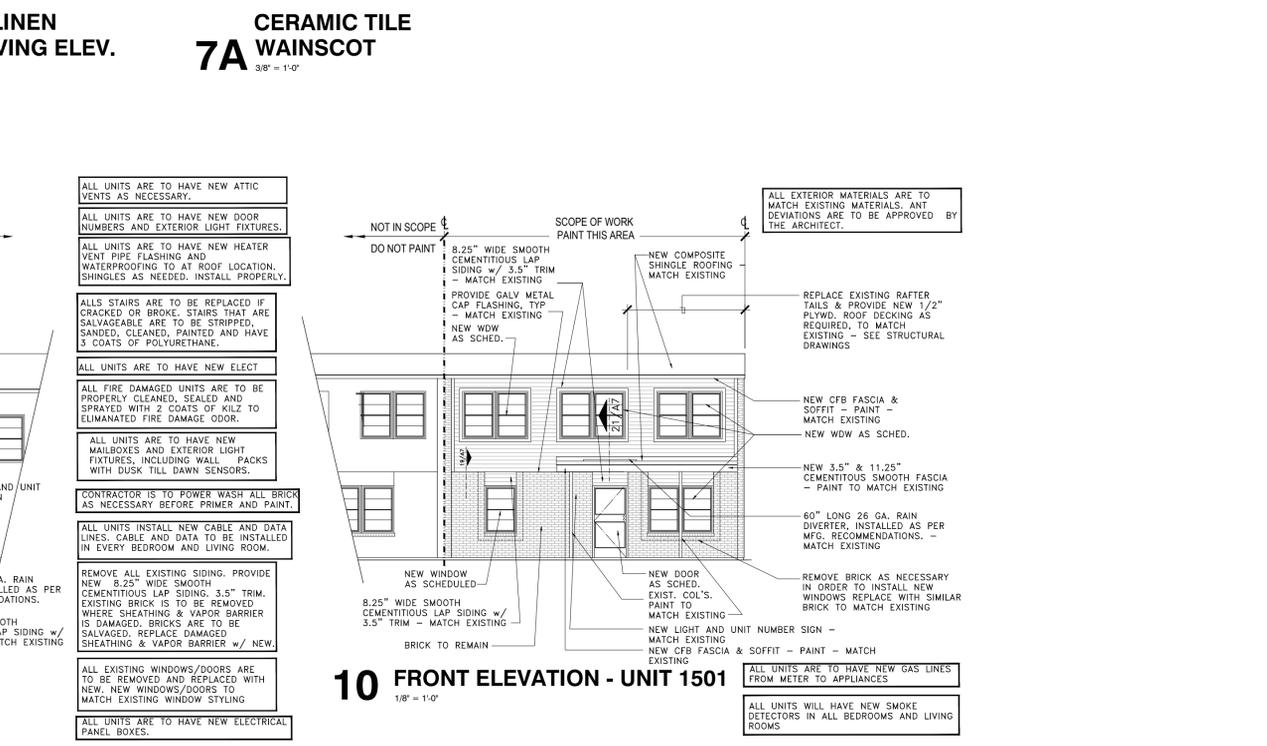 LINEN
VING ELEV.
7A
CERAMIC TILE
WAINSCOT
3/8" = 1'-0"
ALL UNITS ARE TO HAVE NEW ATTIC
VENTS AS NECESSARY.
ALL UNITS ARE TO HAVE NEW DOOR
NUMBERS AND EXTERIOR LIGHT FIXTURES.
ALL UNITS ARE TO HAVE NEW HEATER
VENT PIPE FLASHING AND
WATERPROOFING TO AT ROOF LOCATION.
SHINGLES AS NEEDED. INSTALL PROPERLY.
ALLS STAIRS ARE TO BE REPLACED IF
CRACKED OR BROKE. STAIRS THAT ARE
SALVAGEABLE ARE TO BE STRIPPED,
SANDED, CLEANED, PAINTED AND HAVE
3 COATS OF POLYURETHANE.
ALL UNITS ARE TO HAVE NEW ELECT
ALL FIRE DAMAGED UNITS ARE TO BE
PROPERLY CLEANED, SEALED AND
SPRAYED WITH 2 COATS OF KILZ TO
ELIMANATED FIRE DAMAGE ODOR.
ALL UNITS ARE TO HAVE NEW
MAILBOXES AND EXTERIOR LIGHT
FIXTURES, INCLUDING WALL PACKS
WITH DUSK TILL DAWN SENSORS.
CONTRACTOR IS TO POWER WASH ALL BRICK
AS NECESSARY BEFORE PRIMER AND PAINT.
ALL UNITS INSTALL NEW CABLE AND DATA
LINES. CABLE AND DATA TO BE INSTALLED
IN EVERY BEDROOM AND LIVING ROOM.
REMOVE ALL EXISTING SIDING. PROVIDE
NEW 8.25" WIDE SMOOTH
CEMENTITIOUS LAP SIDING. 3.5" TRIM.
EXISTING BRICK IS TO BE REMOVED
WHERE SHEATHING & VAPOR BARRIER
IS DAMAGED. BRICKS ARE TO BE
SALVAGED. REPLACE DAMAGED
SHEATHING & VAPOR BARRIER w/ NEW.
ALL EXISTING WINDOWS/DOORS ARE
TO BE REMOVED AND REPLACED WITH
NEW. NEW WINDOWS/DOORS TO
MATCH EXISTING WINDOW STYLING
ALL UNITS ARE TO HAVE NEW ELECTRICAL
PANEL BOXES.
AND UNIT
N
A. RAIN
LLED AS PER
DATIONS.
OTH
AP SIDING w/
TCH EXISTING
NOT IN SCOPE
DO NOT PAINT
SCOPE OF WORK
PAINT THIS AREA
8.25" WIDE SMOOTH
CEMENTITIOUS LAP
SIDING w/ 3.5" TRIM
– MATCH EXISTING
PROVIDE GALV METAL
CAP FLASHING, TYP
– MATCH EXISTING
NEW WDW
AS SCHED.
NEW COMPOSITE
SHINGLE ROOFING
MATCH EXISTING
21/A7
19/A7
NEW WINDOW
AS SCHEDULED
8.25" WIDE SMOOTH
CEMENTITIOUS LAP SIDING w/
3.5" TRIM – MATCH EXISTING
BRICK TO REMAIN
NEW DOOR
AS SCHED.
EXIST. COL'S.
PAINT TO
MATCH EXISTING
NEW LIGHT AND UNIT NUMBER SIGN –
MATCH EXISTING
NEW CFB FASCIA & SOFFIT – PAINT – MATCH
EXISTING
ALL EXTERIOR MATERIALS ARE TO
MATCH EXISTING MATERIALS. ANT
DEVIATIONS ARE TO BE APPROVED BY
THE ARCHITECT.
REPLACE EXISTING RAFTER
TAILS & PROVIDE NEW 1/2"
PLYWD. ROOF DECKING AS
REQUIRED, TO MATCH
EXISTING – SEE STRUCTURAL
DRAWINGS
NEW CFB FASCIA &
SOFFIT – PAINT –
MATCH EXISTING
NEW WDW AS SCHED.
NEW 3.5" & 11.25"
CEMENTITIOUS SMOOTH FASCIA
– PAINT TO MATCH EXISTING
60" LONG 26 GA. RAIN
DIVERTER, INSTALLED AS PER
MFG. RECOMMENDATIONS. –
MATCH EXISTING
REMOVE BRICK AS NECESSARY
IN ORDER TO INSTALL NEW
WINDOWS REPLACE WITH SIMILAR
BRICK TO MATCH EXISTING
10 FRONT ELEVATION - UNIT 1501
1/8" = 1'-0"
ALL UNITS ARE TO HAVE NEW GAS LINES
FROM METER TO APPLIANCES
ALL UNITS WILL HAVE NEW SMOKE
DETECTORS IN ALL BEDROOMS AND LIVING
ROOMS